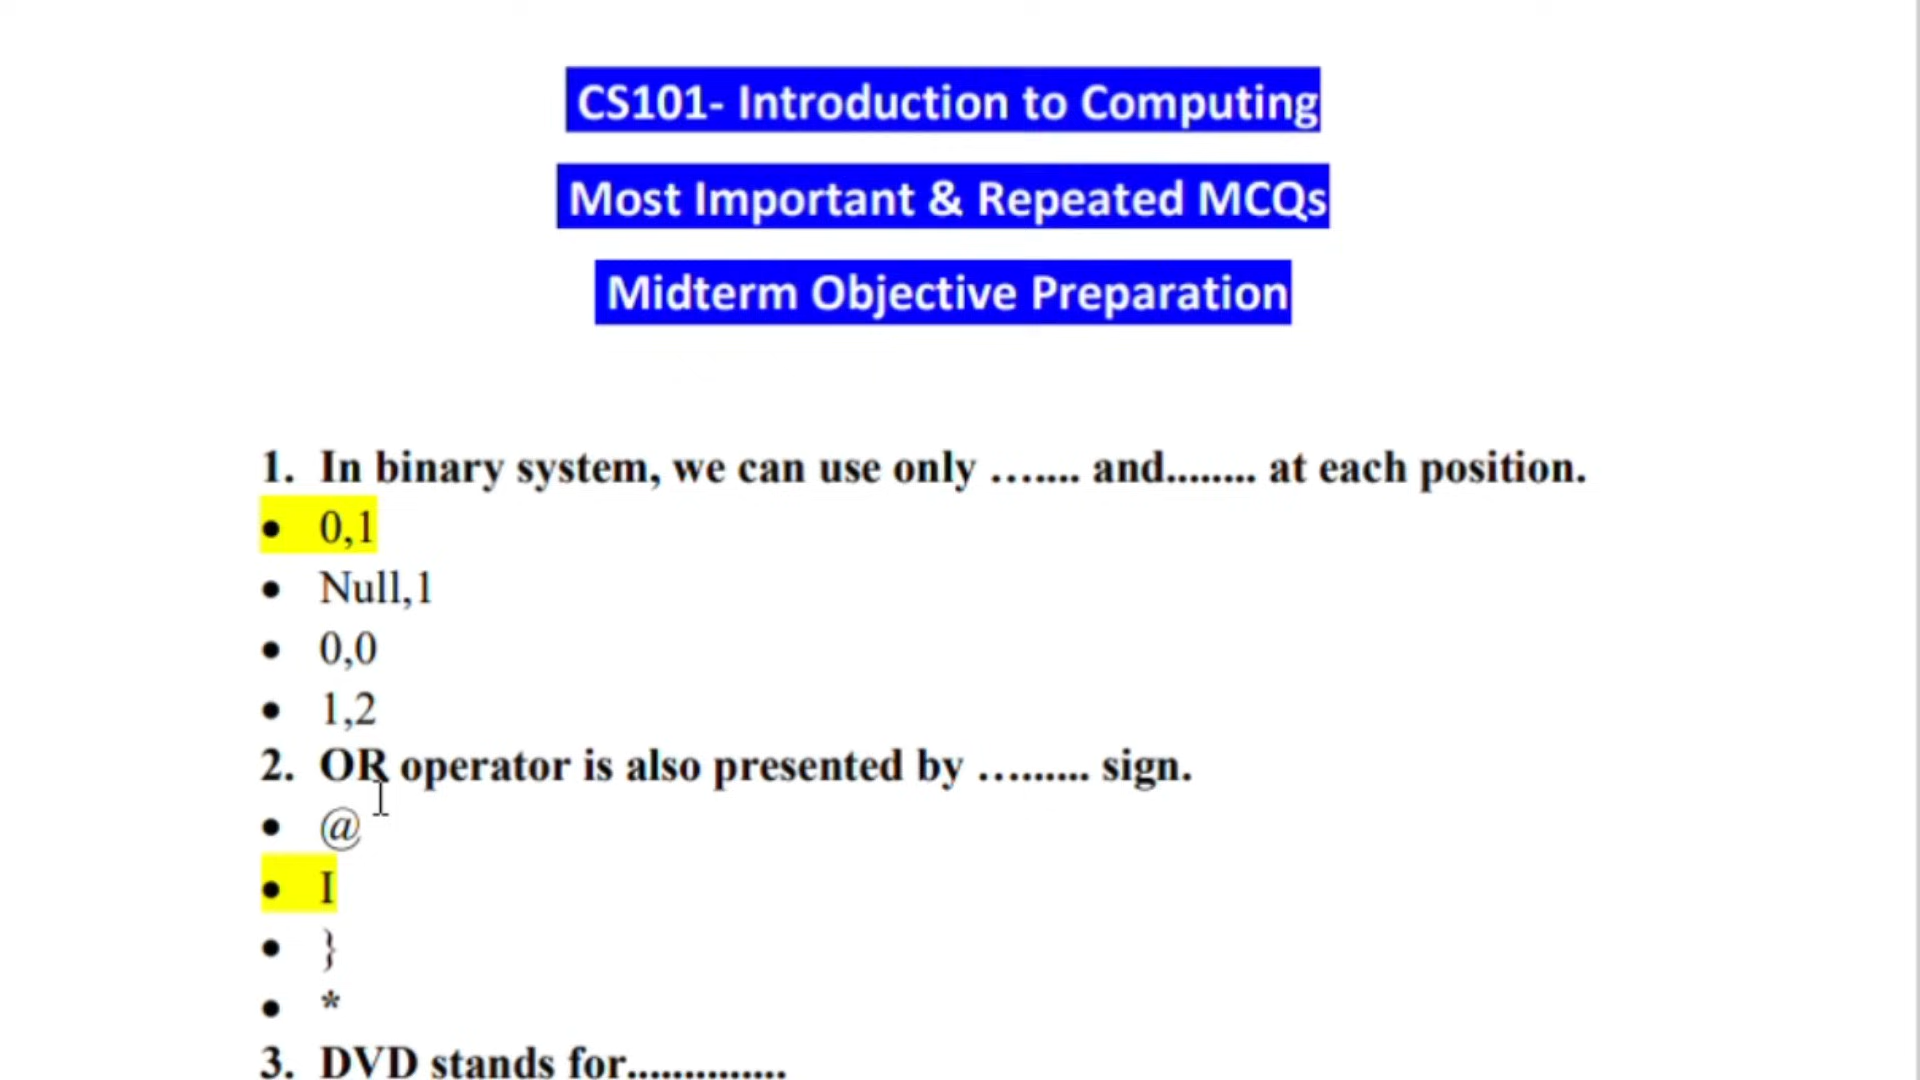 CS101- Introduction to Computing
Most Important & Repeated MCQs
Midterm Objective Preparation
1. In binary system, we can use only …..... and........ at each position.
• 0,1
• Null,1
• 0,0
• 1,2
2. OR operator is also presented by …....... sign.
• @
• I
• }
• *
3. DVD stands for..............